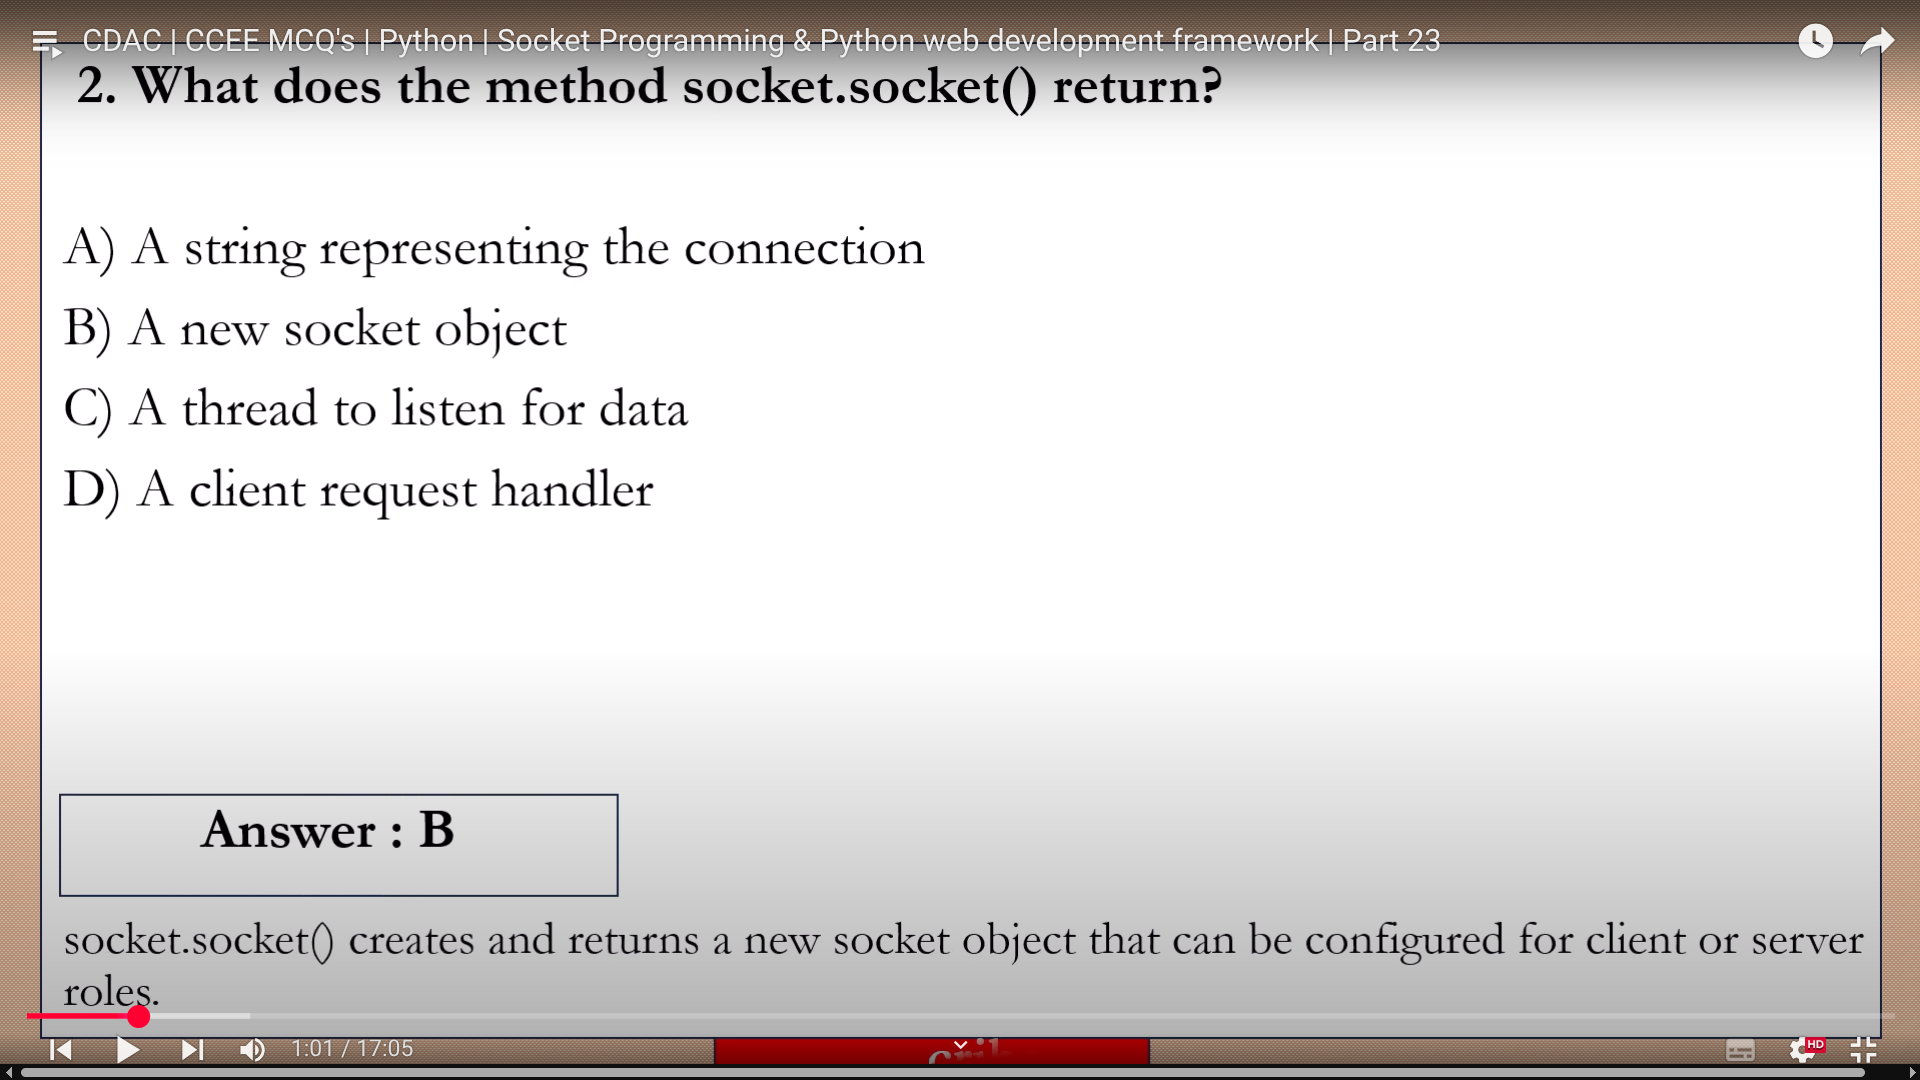 CDAC | CCEE MCQ's | Python | Socket Programming & Python web development framework | Part 23
2. What does the method socket.socket() return?
A) A string representing the connection
B) A new socket object
C) A thread to listen for data
D) A client request handler
Answer : B
socket.socket() creates and returns a new socket object that can be configured for client or server
roles.
1:01 / 17:05
HD